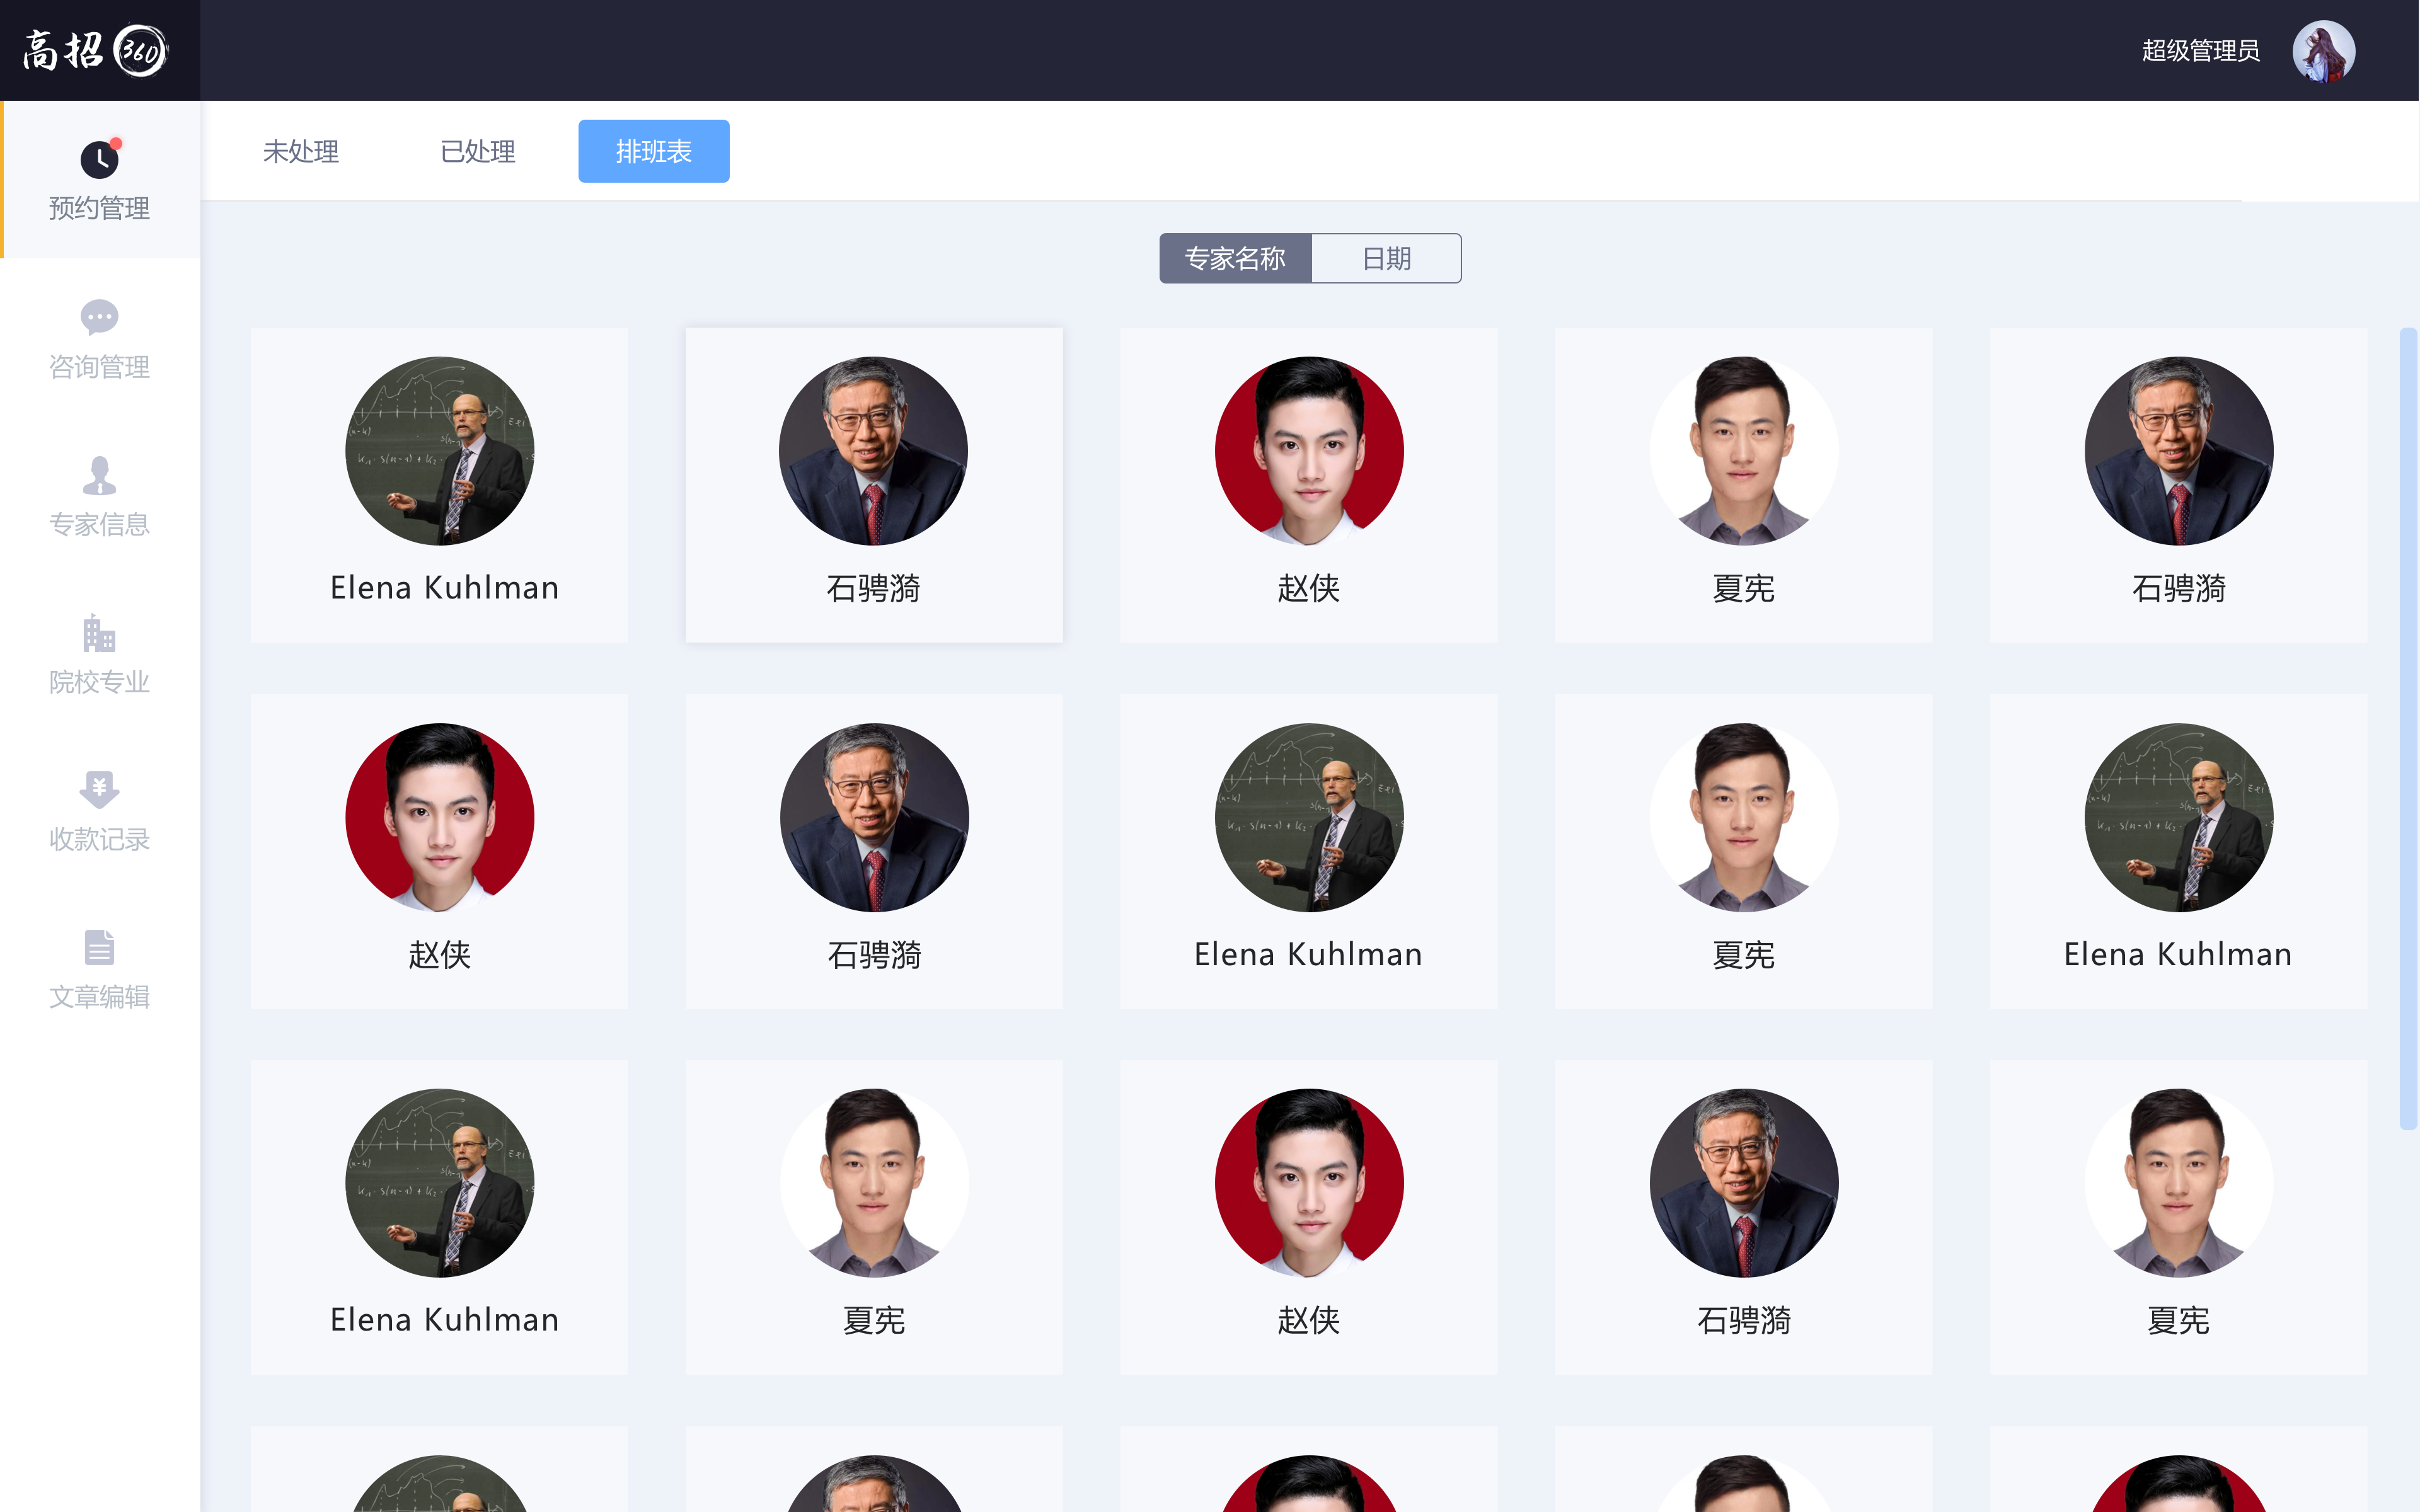 高招360
超级管理员
未处理 已处理 排班表
预约管理
咨询管理
专家信息
院校专业
收款记录
文章编辑
专家名称 日期
Elena Kuhlman 石骋漪 赵侠 夏宪 石骋漪
赵侠 石骋漪 Elena Kuhlman 夏宪 Elena Kuhlman
Elena Kuhlman 夏宪 赵侠 石骋漪 夏宪